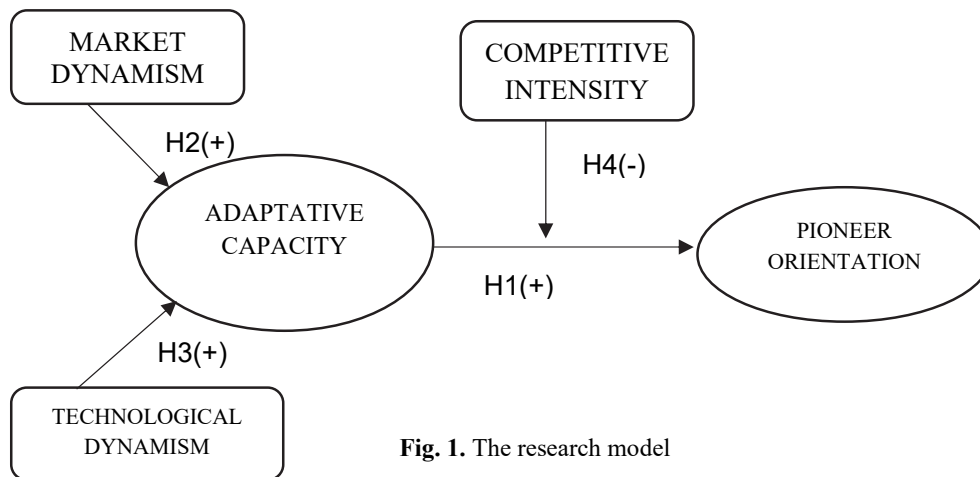 MARKET
DYNAMISM
COMPETITIVE
INTENSITY
H2(+)
H4(-)
ADAPTATIVE
CAPACITY
PIONEER
ORIENTATION
H1(+)
H3(+)
TECHNOLOGICAL
DYNAMISM
Fig. 1. The research model